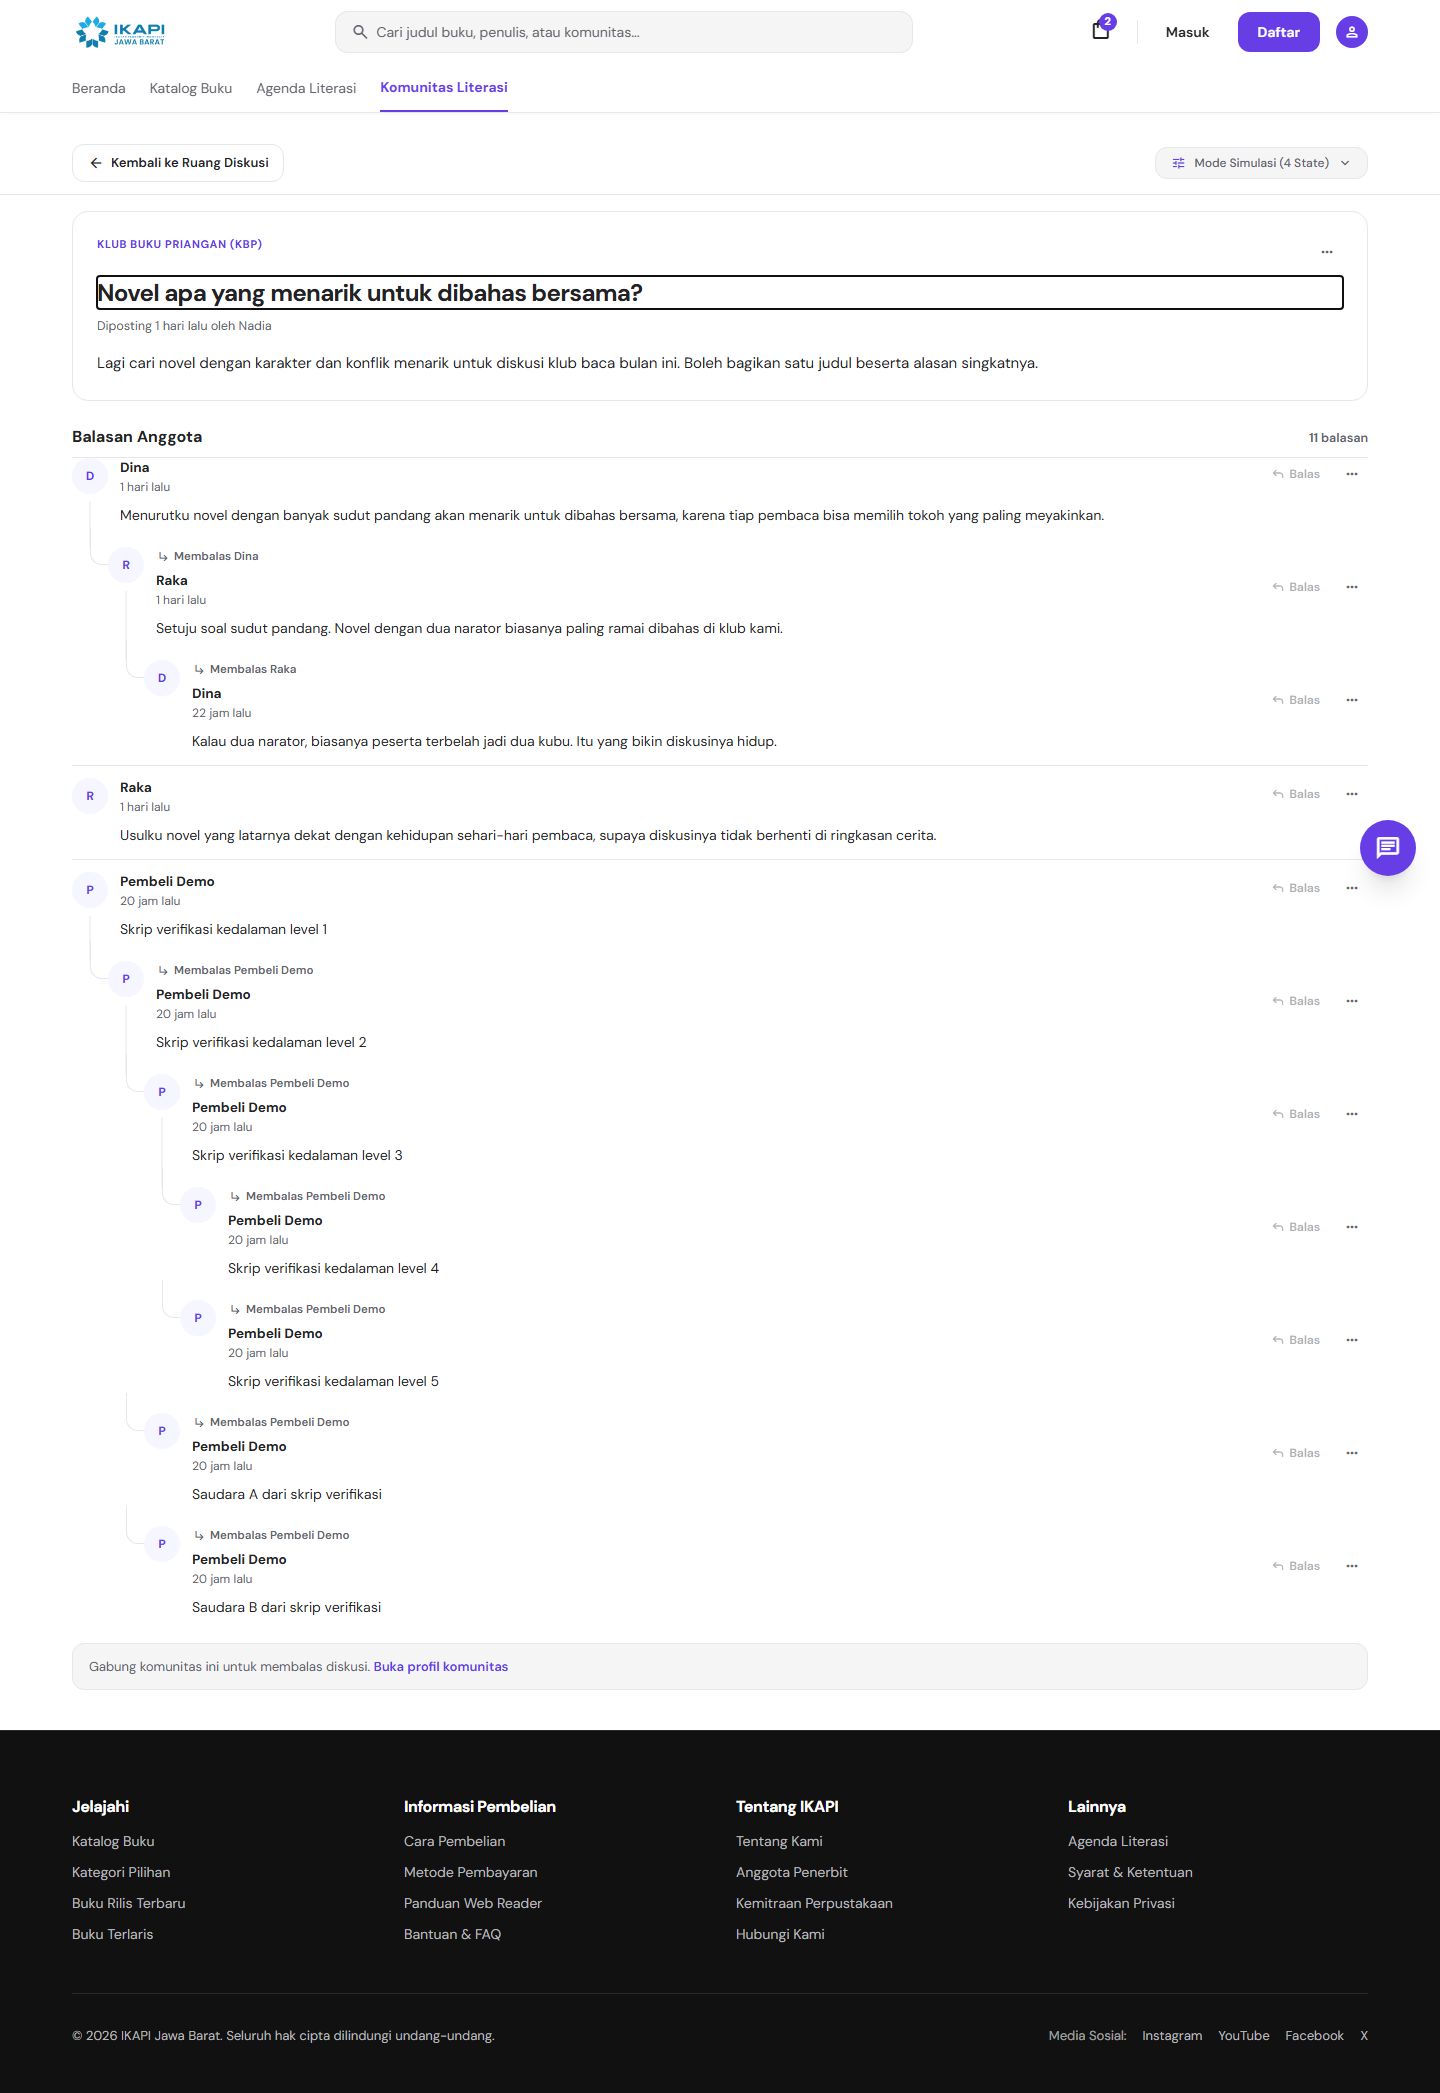 IKAPI
JAWA BARAT
Cari judul buku, penulis, atau komunitas...
2
Masuk
Daftar
Beranda
Katalog Buku
Agenda Literasi
Komunitas Literasi
Kembali ke Ruang Diskusi
Mode Simulasi (4 State)
KLUB BUKU PRIANGAN (KBP)
Novel apa yang menarik untuk dibahas bersama?
Diposting 1 hari lalu oleh Nadia
Lagi cari novel dengan karakter dan konflik menarik untuk diskusi klub baca bulan ini. Boleh bagikan satu judul beserta alasan singkatnya.
Balasan Anggota
11 balasan
D
Dina
1 hari lalu
Balas
Menurutku novel dengan banyak sudut pandang akan menarik untuk dibahas bersama, karena tiap pembaca bisa memilih tokoh yang paling meyakinkan.
R
Membalas Dina
Raka
1 hari lalu
Balas
Setuju soal sudut pandang. Novel dengan dua narator biasanya paling ramai dibahas di klub kami.
D
Membalas Raka
Dina
22 jam lalu
Balas
Kalau dua narator, biasanya peserta terbelah jadi dua kubu. Itu yang bikin diskusinya hidup.
R
Raka
1 hari lalu
Balas
Usulku novel yang latarnya dekat dengan kehidupan sehari-hari pembaca, supaya diskusinya tidak berhenti di ringkasan cerita.
P
Pembeli Demo
20 jam lalu
Balas
Skrip verifikasi kedalaman level 1
P
Membalas Pembeli Demo
Pembeli Demo
20 jam lalu
Balas
Skrip verifikasi kedalaman level 2
P
Membalas Pembeli Demo
Pembeli Demo
20 jam lalu
Balas
Skrip verifikasi kedalaman level 3
P
Membalas Pembeli Demo
Pembeli Demo
20 jam lalu
Balas
Skrip verifikasi kedalaman level 4
P
Membalas Pembeli Demo
Pembeli Demo
20 jam lalu
Balas
Skrip verifikasi kedalaman level 5
P
Membalas Pembeli Demo
Pembeli Demo
20 jam lalu
Balas
Saudara A dari skrip verifikasi
P
Membalas Pembeli Demo
Pembeli Demo
20 jam lalu
Balas
Saudara B dari skrip verifikasi
Gabung komunitas ini untuk membalas diskusi. Buka profil komunitas
Jelajahi
Katalog Buku
Kategori Pilihan
Buku Rilis Terbaru
Buku Terlaris
Informasi Pembelian
Cara Pembelian
Metode Pembayaran
Panduan Web Reader
Bantuan & FAQ
Tentang IKAPI
Tentang Kami
Anggota Penerbit
Kemitraan Perpustakaan
Hubungi Kami
Lainnya
Agenda Literasi
Syarat & Ketentuan
Kebijakan Privasi
© 2026 IKAPI Jawa Barat. Seluruh hak cipta dilindungi undang-undang.
Media Sosial:
Instagram
YouTube
Facebook
X